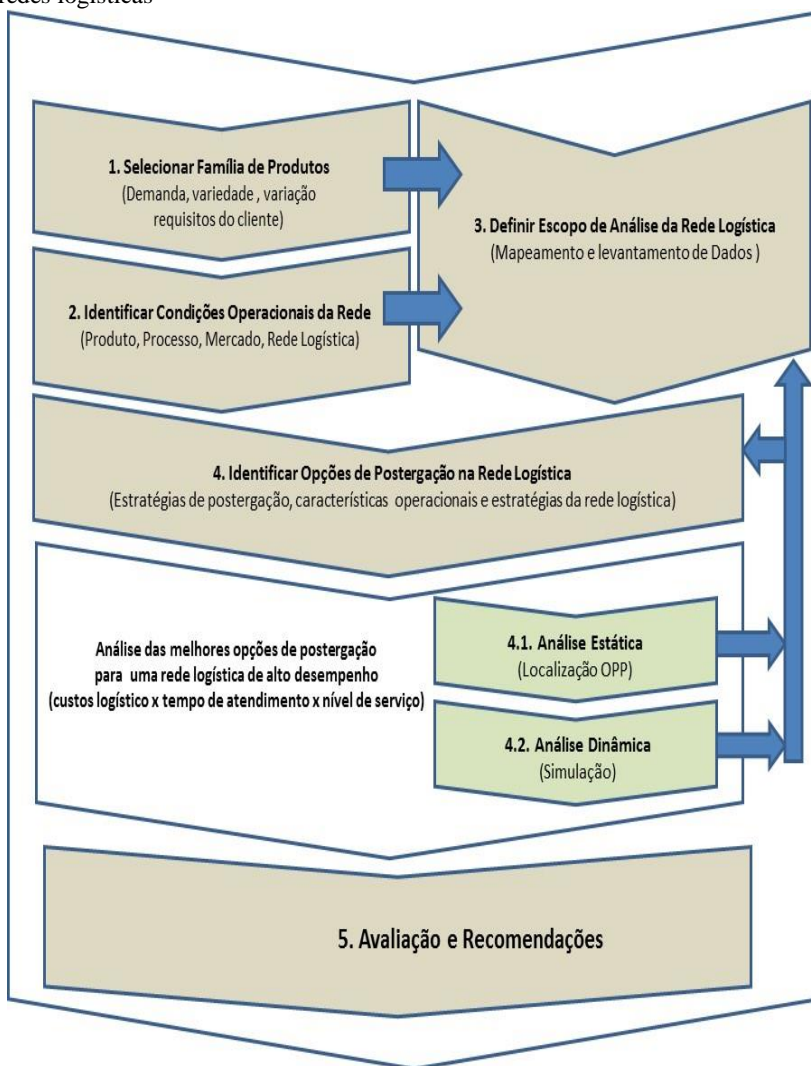 redes logísticas
1. Selecionar Família de Produtos
(Demanda, variedade , variação
requisitos do cliente)
2. Identificar Condições Operacionais da Rede
(Produto, Processo, Mercado, Rede Logística)
3. Definir Escopo de Análise da Rede Logística
(Mapeamento e levantamento de Dados )
4. Identificar Opções de Postergação na Rede Logística
(Estratégias de postergação, características operacionais e estratégias da rede logística)
Análise das melhores opções de postergação
para uma rede logística de alto desempenho
(custos logístico x tempo de atendimento x nível de serviço)
4.1. Análise Estática
(Localização OPP)
4.2. Análise Dinâmica
(Simulação)
5. Avaliação e Recomendações